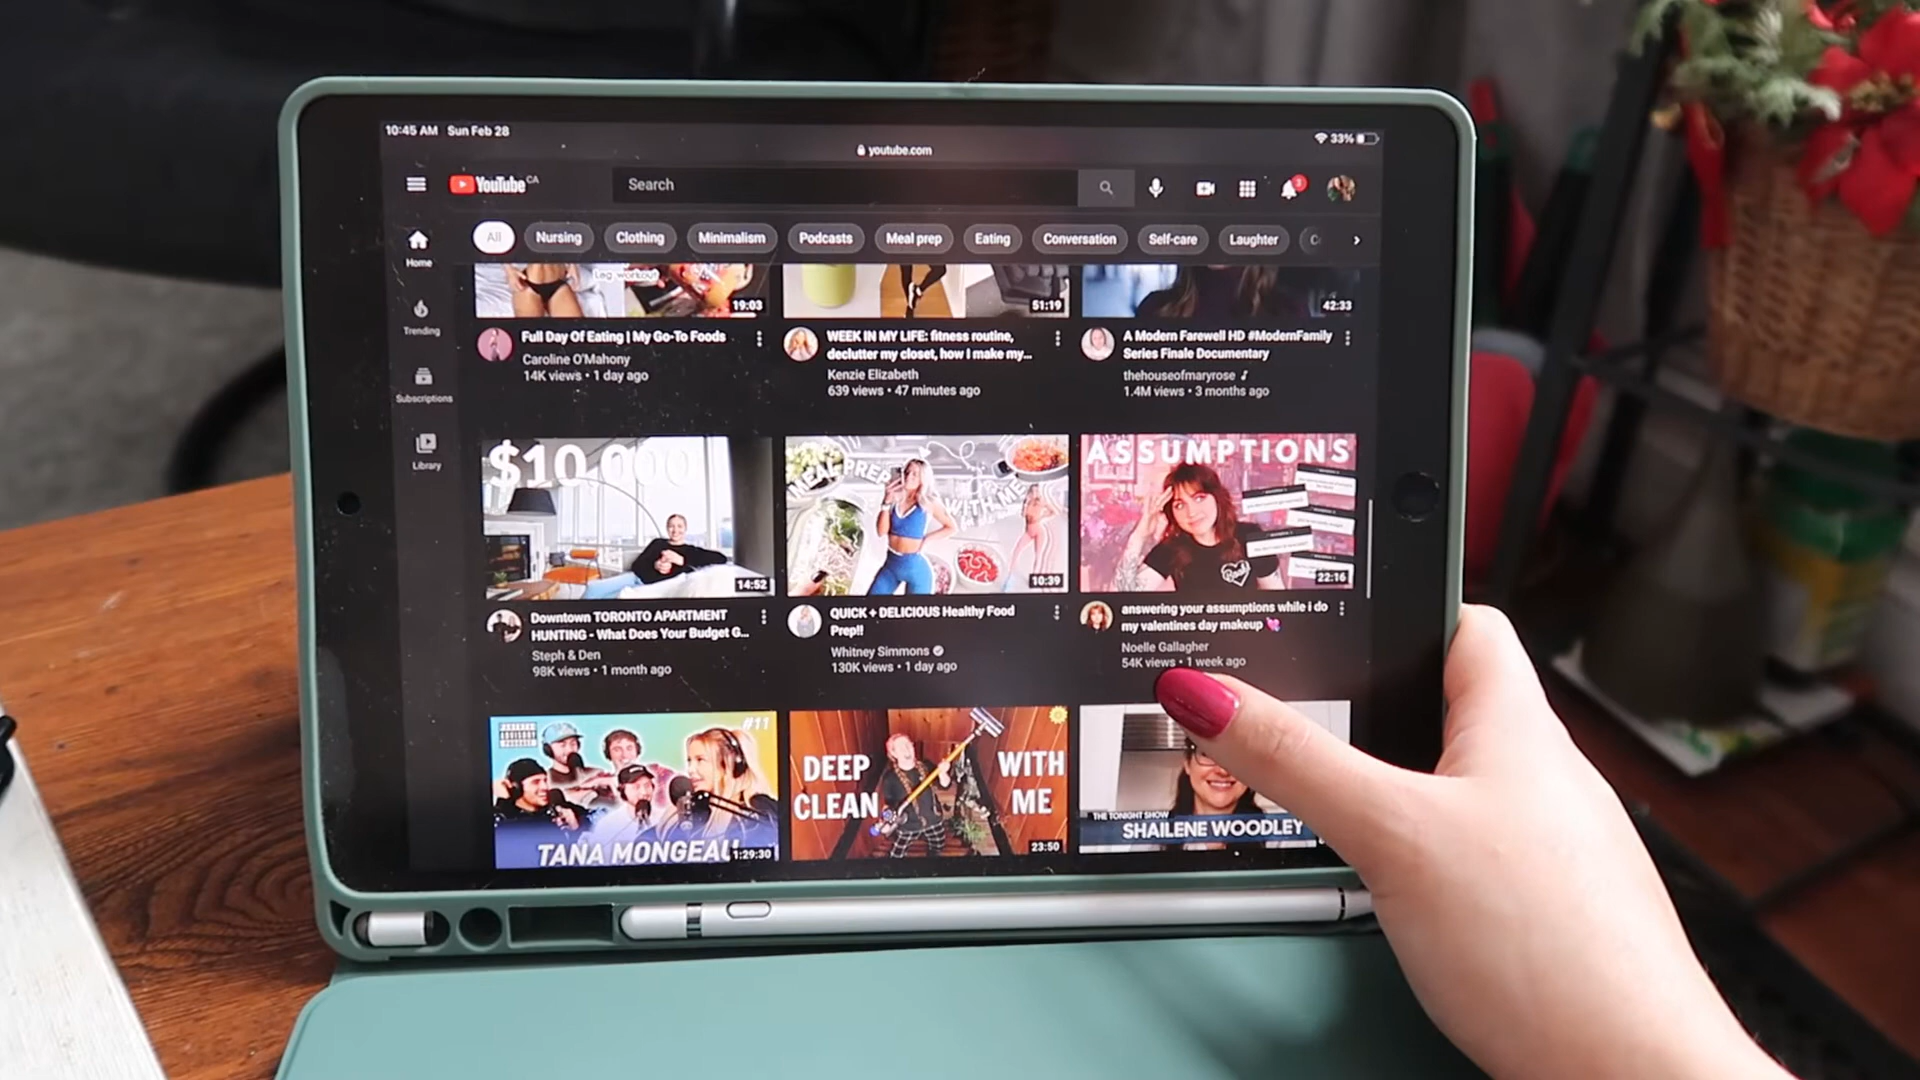 10:45 AM Sun Feb 28
33%
youtube.com
YouTube CA
Search
3
All Nursing Clothing Minimalism Podcasts Meal prep Eating Conversation Self-care Laughter
Home
Trending
Subscriptions
Library
Leg workout
19:03
51:19
42:33
Full Day Of Eating | My Go-To Foods
Caroline O'Mahony
14K views • 1 day ago
WEEK IN MY LIFE: fitness routine,
declutter my closet, how I make my...
Kenzie Elizabeth
639 views • 47 minutes ago
A Modern Farewell HD #ModernFamily
Series Finale Documentary
thehouseofmaryrose
1.4M views • 3 months ago
$10,000
14:52
MEAL PREP
WITH ME
10:39
ASSUMPTIONS
22:16
Downtown TORONTO APARTMENT
HUNTING - What Does Your Budget G...
Steph & Den
98K views • 1 month ago
QUICK + DELICIOUS Healthy Food
Prep!!
Whitney Simmons
130K views • 1 day ago
answering your assumptions while i do
my valentines day makeup
Noelle Gallagher
54K views • 1 week ago
#11
TANA MONGEAU
1:29:30
DEEP
CLEAN
WITH
ME
23:50
THE TONIGHT SHOW
SHAILENE WOODLEY